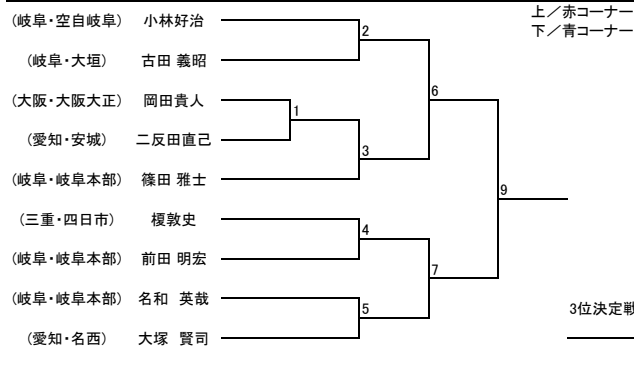 上／赤コーナー
下／青コーナー
(岐阜・空自岐阜) 小林好治
2
(岐阜・大垣) 古田 義昭
6
(大阪・大阪大正) 岡田貴人
1
(愛知・安城) 二反田直己
3
(岐阜・岐阜本部) 篠田 雅士
9
(三重・四日市) 榎敦史
4
(岐阜・岐阜本部) 前田 明宏
7
(岐阜・岐阜本部) 名和 英哉
5
3位決定戦
(愛知・名西) 大塚 賢司